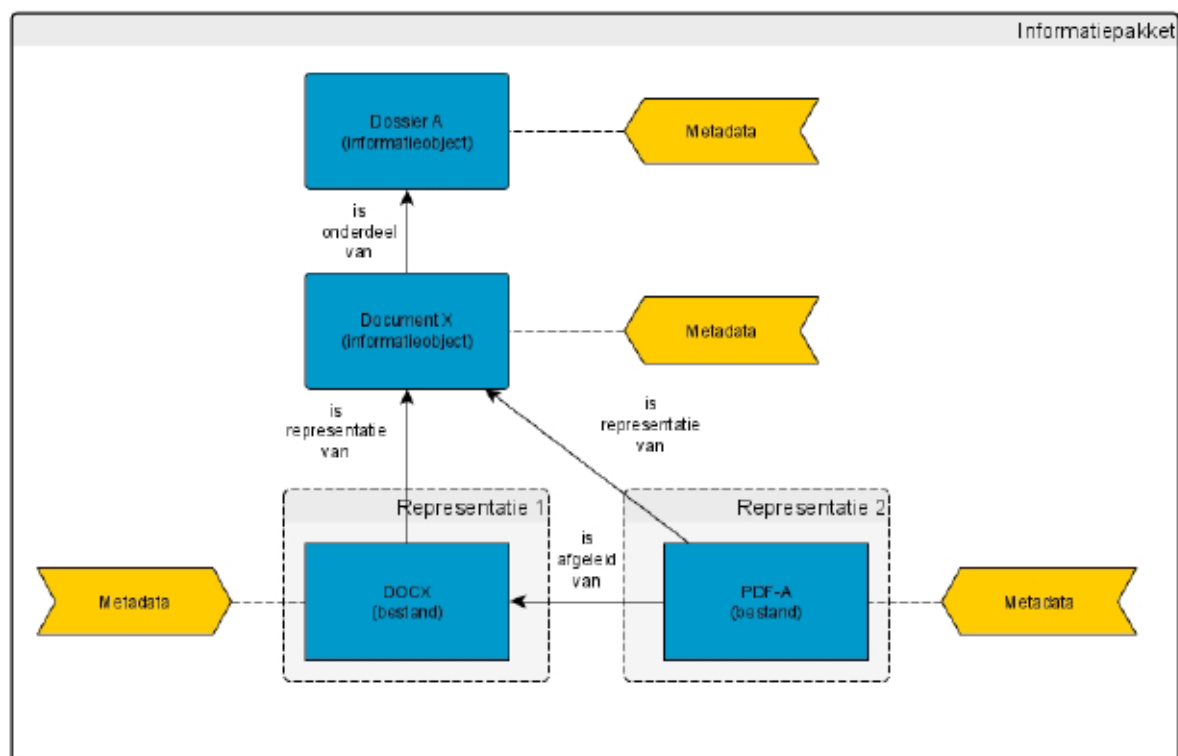 Informatiepakket
Dossier A
(informatieobject)
Metadata
is
onderdeel
van
Document X
(informatieobject)
Metadata
is
representatie
van
is
representatie
van
Representatie 1
Representatie 2
is
afgeleid
van
Metadata
DOCX
(bestand)
PDF-A
(bestand)
Metadata